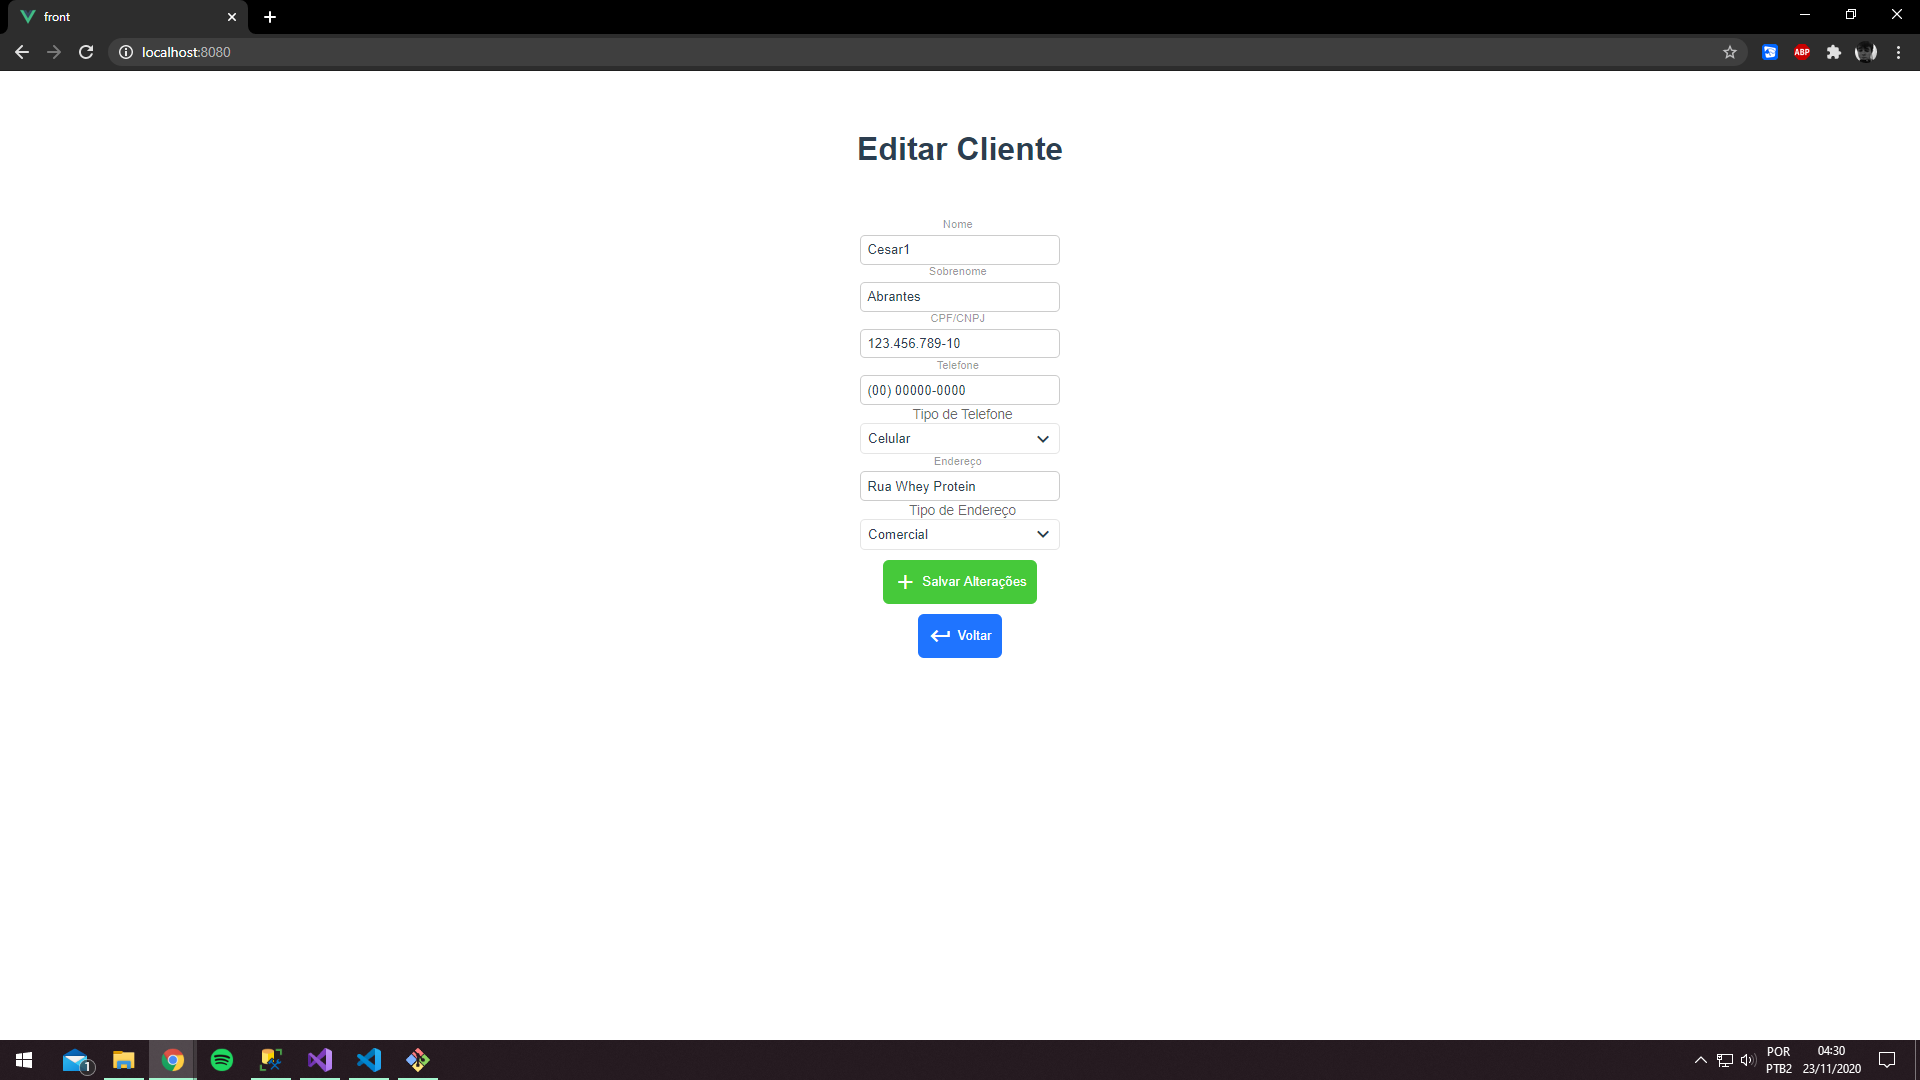 front
localhost:8080
ABP
Editar Cliente
Nome
Cesar1
Sobrenome
Abrantes
CPF/CNPJ
123.456.789-10
Telefone
(00) 00000-0000
Tipo de Telefone
Celular
Endereço
Rua Whey Protein
Tipo de Endereço
Comercial
Salvar Alterações
Voltar
1
POR
PTB2
04:30
23/11/2020